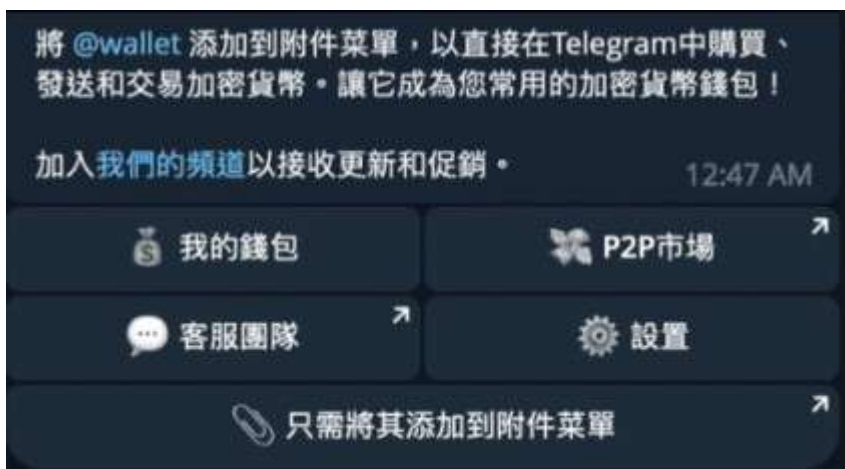 將 @wallet 添加到附件菜單，以直接在Telegram中購買、
發送和交易加密貨幣。讓它成為您常用的加密貨幣錢包！
加入我們的頻道以接收更新和促銷。
12:47 AM
我的錢包
P2P市場
客服團隊
設置
只需將其添加到附件菜單